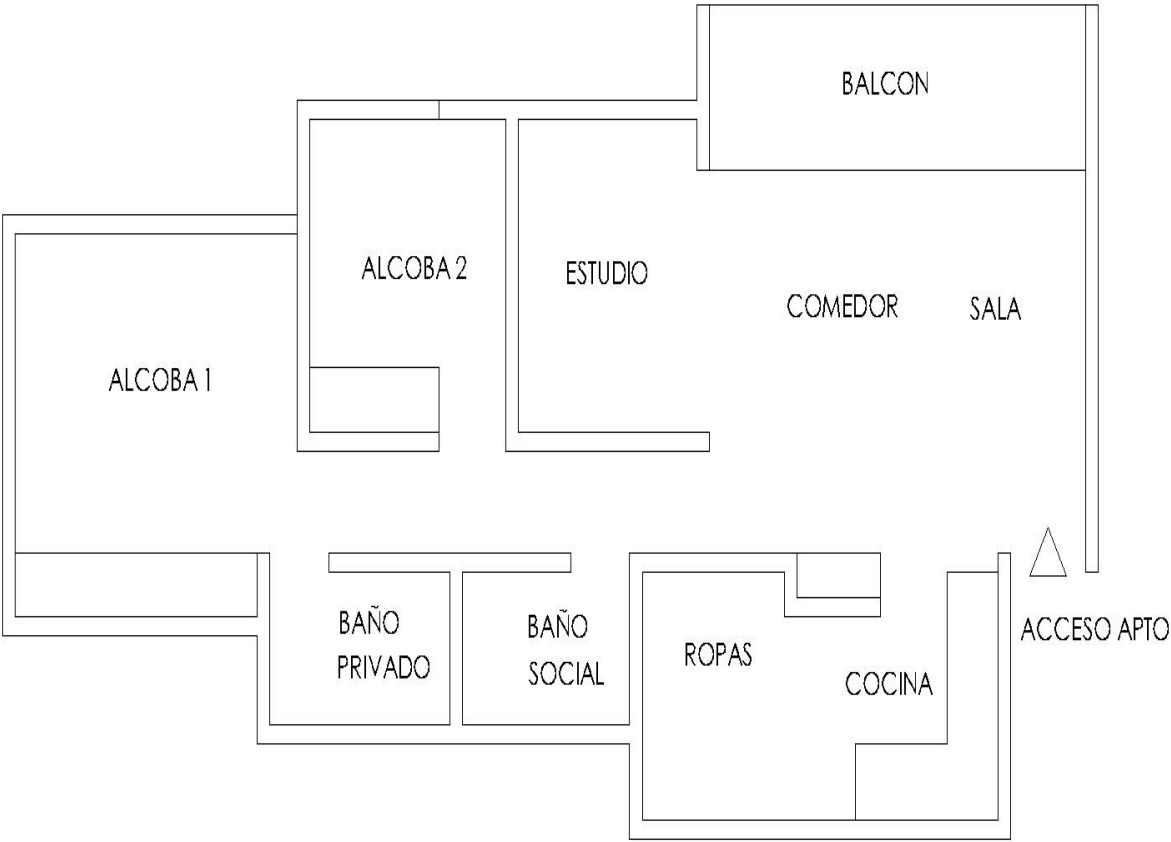 BALCON
ALCOBA 2
ESTUDIO
COMEDOR
SALA
ALCOBA 1
BAÑO
PRIVADO
BAÑO
SOCIAL
ROPAS
COCINA
ACCESO APTO